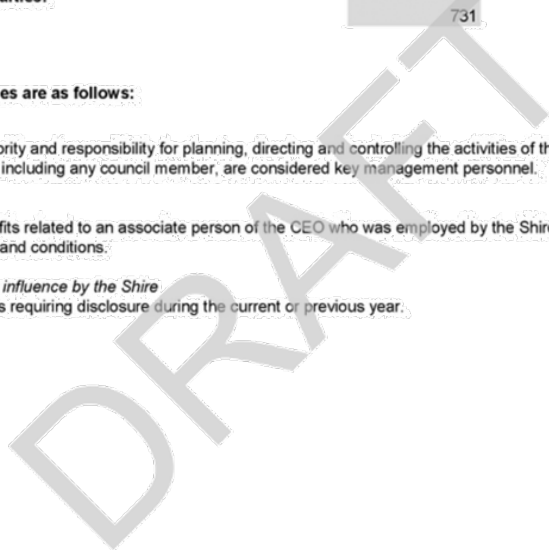 731
es are as follows:
ority and responsibility for planning, directing and controlling the activities of th
including any council member, are considered key management personnel.
fits related to an associate person of the CEO who was employed by the Shire
and conditions.
influence by the Shire
s requiring disclosure during the current or previous year.
DRAFT